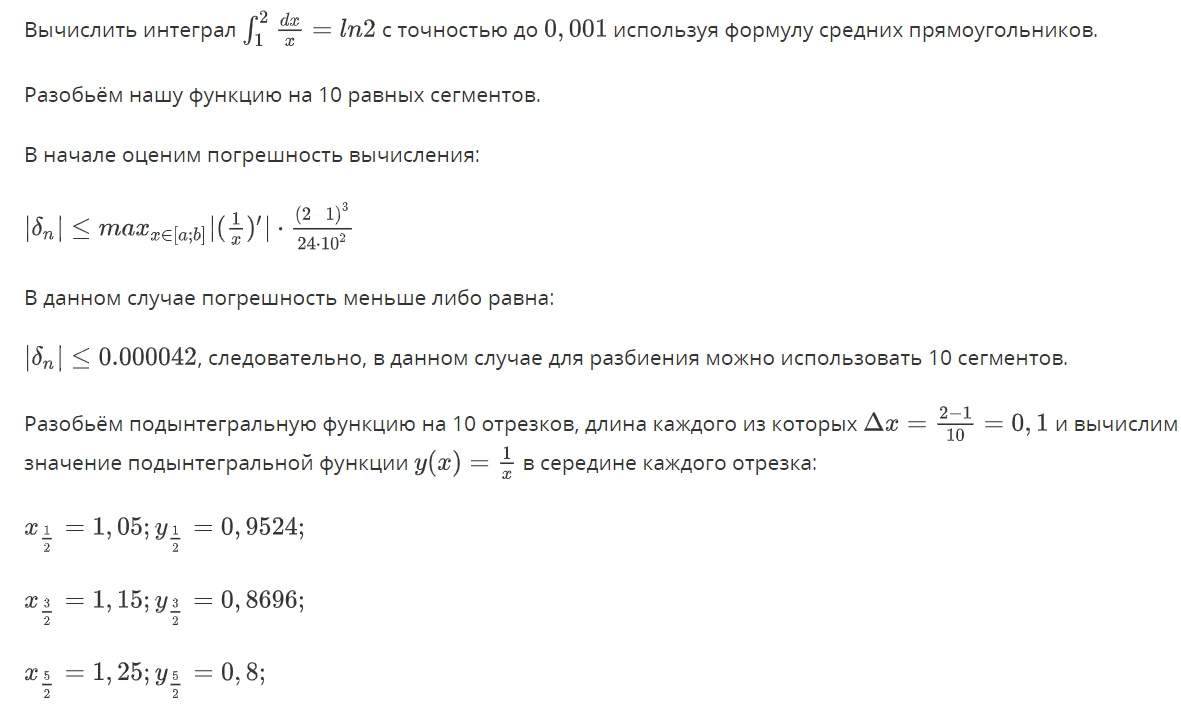 Вычислить интеграл ∫₁² dx/x = ln2 с точностью до 0,001 используя формулу средних прямоугольников.
Разобьём нашу функцию на 10 равных сегментов.
В начале оценим погрешность вычисления:
|δₙ| ≤ max_{x∈[a;b]} |(1/x)′| · (2 1)³/(24·10²)
В данном случае погрешность меньше либо равна:
|δₙ| ≤ 0.000042, следовательно, в данном случае для разбиения можно использовать 10 сегментов.
Разобьём подынтегральную функцию на 10 отрезков, длина каждого из которых Δx = (2−1)/10 = 0,1 и вычислим
значение подынтегральной функции y(x) = 1/x в середине каждого отрезка:
x_{1/2} = 1,05; y_{1/2} = 0,9524;
x_{3/2} = 1,15; y_{3/2} = 0,8696;
x_{5/2} = 1,25; y_{5/2} = 0,8;